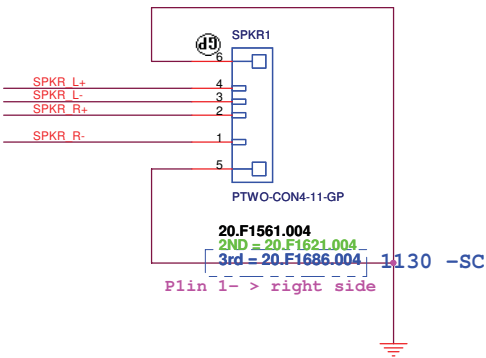 SPKR1
GP
6
SPKR_L+ 4
SPKR_L- 3
SPKR_R+ 2
SPKR_R- 1
5
PTWO-CON4-11-GP
20.F1561.004
2ND = 20.F1621.004
3rd = 20.F1686.004 1130 -SC
P1in 1- > right side